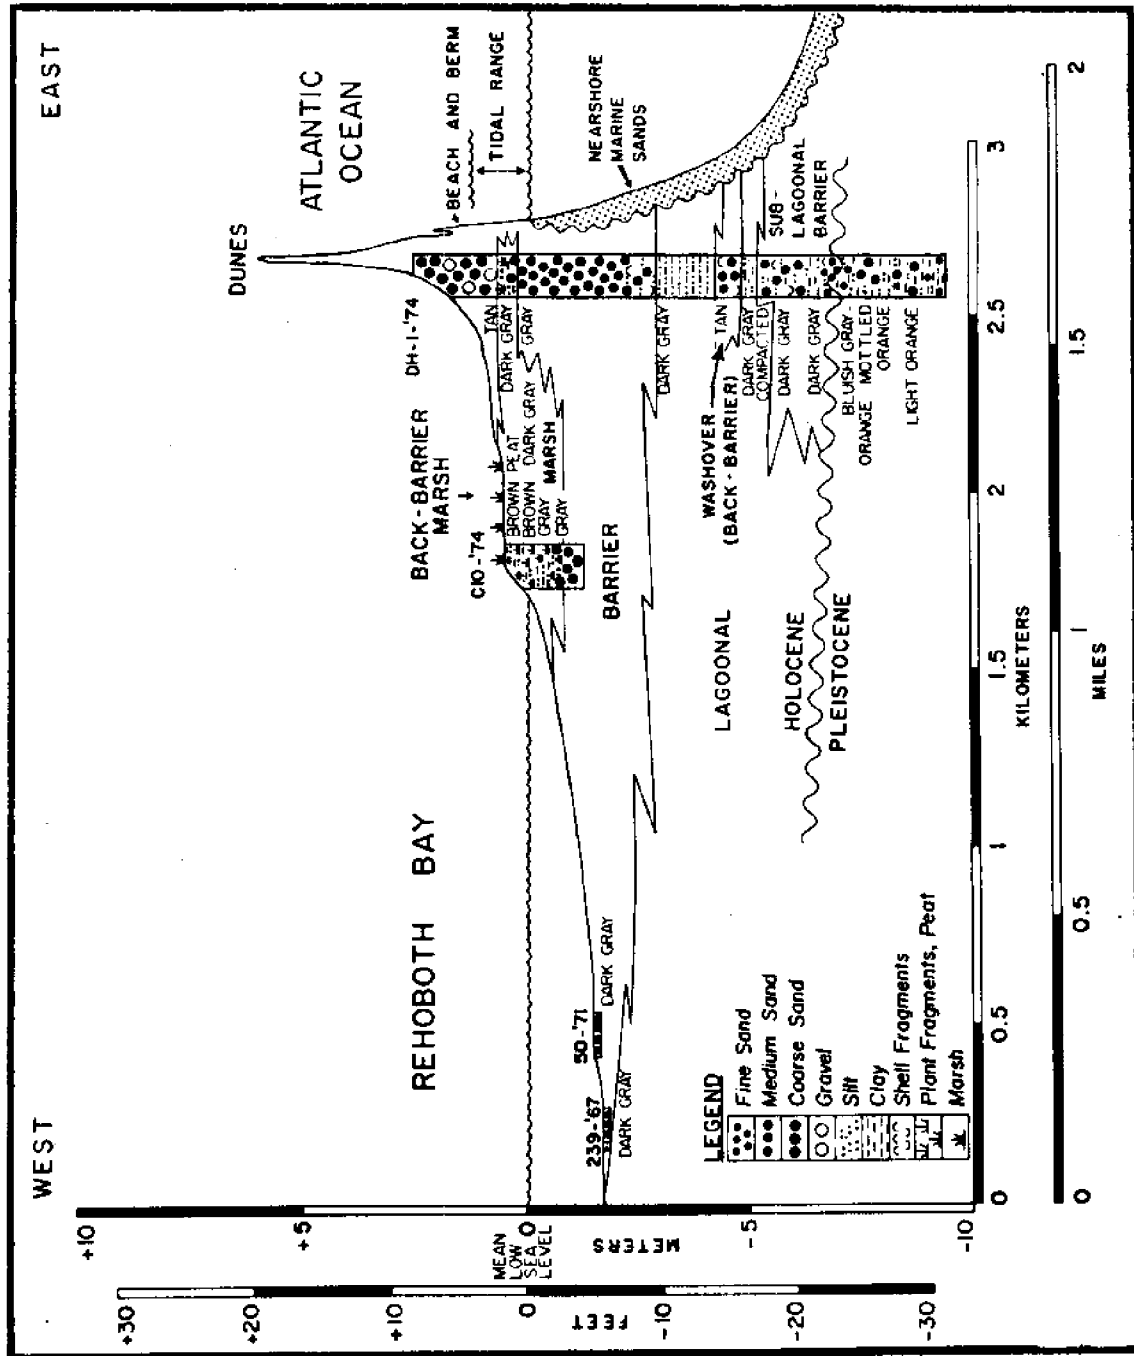 WEST
EAST
REHOBOTH BAY
ATLANTIC
OCEAN
DUNES
BACK-BARRIER
MARSH
BEACH AND BERM
TIDAL RANGE
NEARSHORE
MARINE
SANDS
DH-1-'74
C10-'74
50-'71
239-'67
DARK GRAY
DARK GRAY
BROWN PEAT
BROWN DARK GRAY
GRAY MARSH
GRAY
TAN
DARK GRAY
GRAY
BARRIER
DARK GRAY
LAGOONAL
WASHOVER
(BACK-BARRIER)
TAN
DARK GRAY
COMPACTED
DARK GRAY
DARK GRAY
BLUISH GRAY-
ORANGE MOTTLED
ORANGE
LIGHT ORANGE
SUB-
LAGOONAL
BARRIER
HOLOCENE
PLEISTOCENE
LEGEND
Fine Sand
Medium Sand
Coarse Sand
Gravel
Silt
Clay
Shell Fragments
Plant Fragments, Peat
Marsh
+30
+20
+10
0
-10
-20
-30
FEET
+10
+5
0
-5
-10
METERS
MEAN
LOW
SEA
LEVEL
0
0.5
1
1.5
2
2.5
3
KILOMETERS
0
0.5
1
1.5
2
MILES